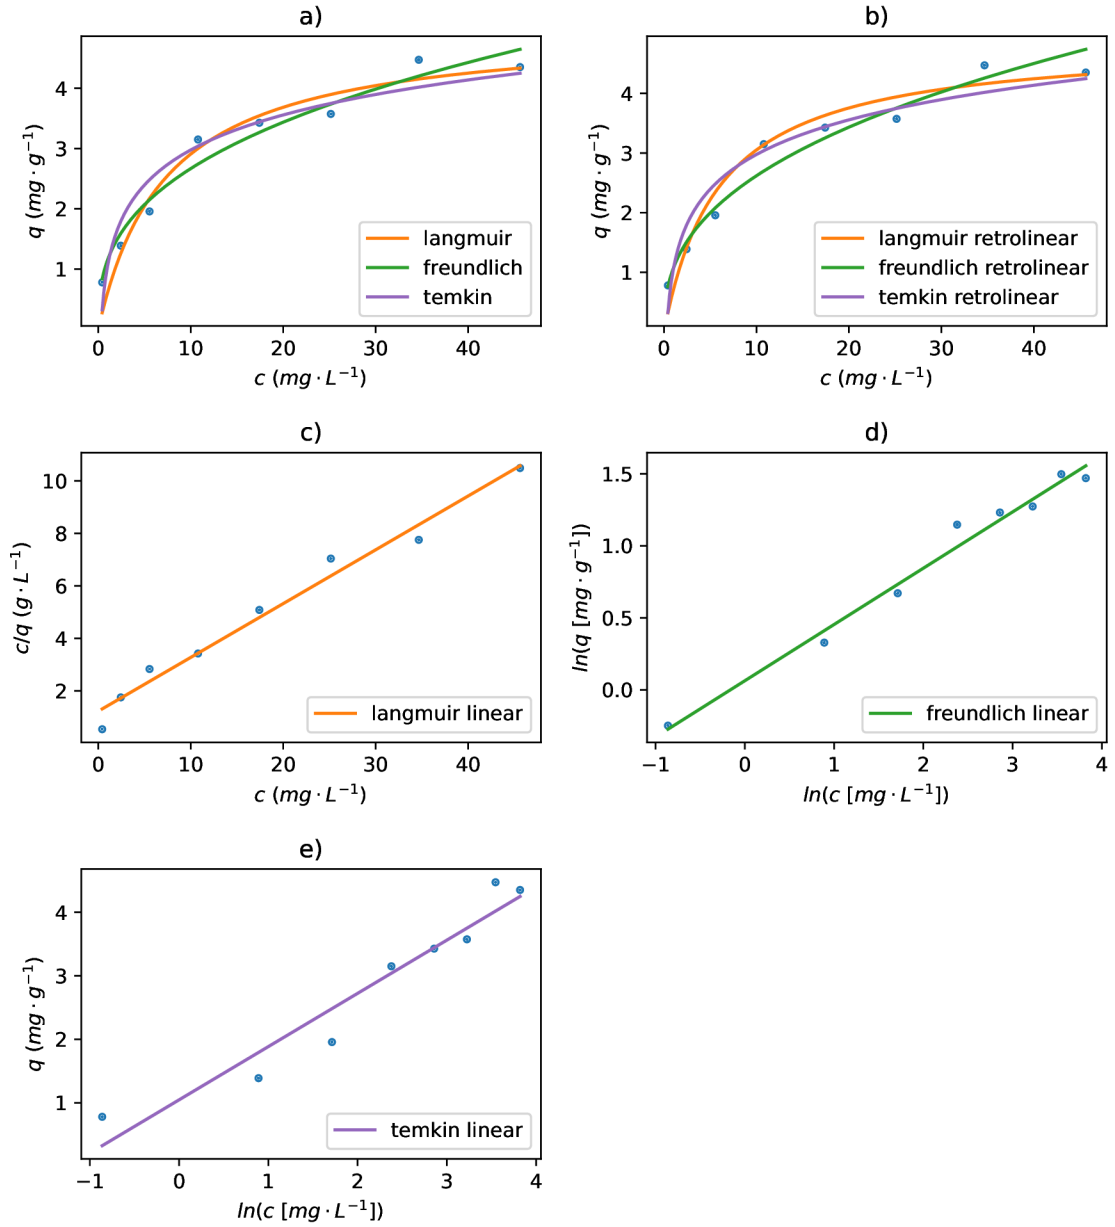 a)
q (mg · g⁻¹)
4
3
2
1
langmuir
freundlich
temkin
0 10 20 30 40
c (mg · L⁻¹)
b)
q (mg · g⁻¹)
4
3
2
1
langmuir retrolinear
freundlich retrolinear
temkin retrolinear
0 10 20 30 40
c (mg · L⁻¹)
c)
c/q (g · L⁻¹)
10
8
6
4
2
langmuir linear
0 10 20 30 40
c (mg · L⁻¹)
d)
ln(q [mg · g⁻¹])
1.5
1.0
0.5
0.0
freundlich linear
−1 0 1 2 3 4
ln(c [mg · L⁻¹])
e)
q (mg · g⁻¹)
4
3
2
1
temkin linear
−1 0 1 2 3 4
ln(c [mg · L⁻¹])